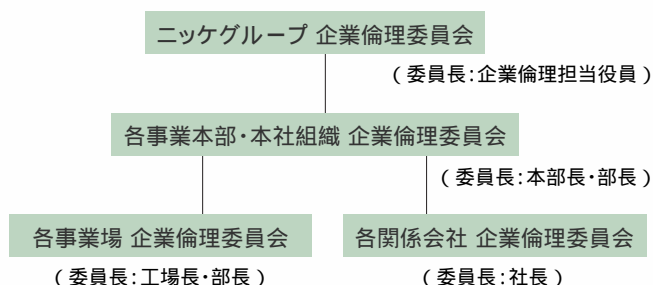 ニッケグループ 企業倫理委員会
(委員長:企業倫理担当役員)
各事業本部・本社組織 企業倫理委員会
(委員長:本部長・部長)
各事業場 企業倫理委員会
各関係会社 企業倫理委員会
(委員長:工場長・部長)
(委員長:社長)